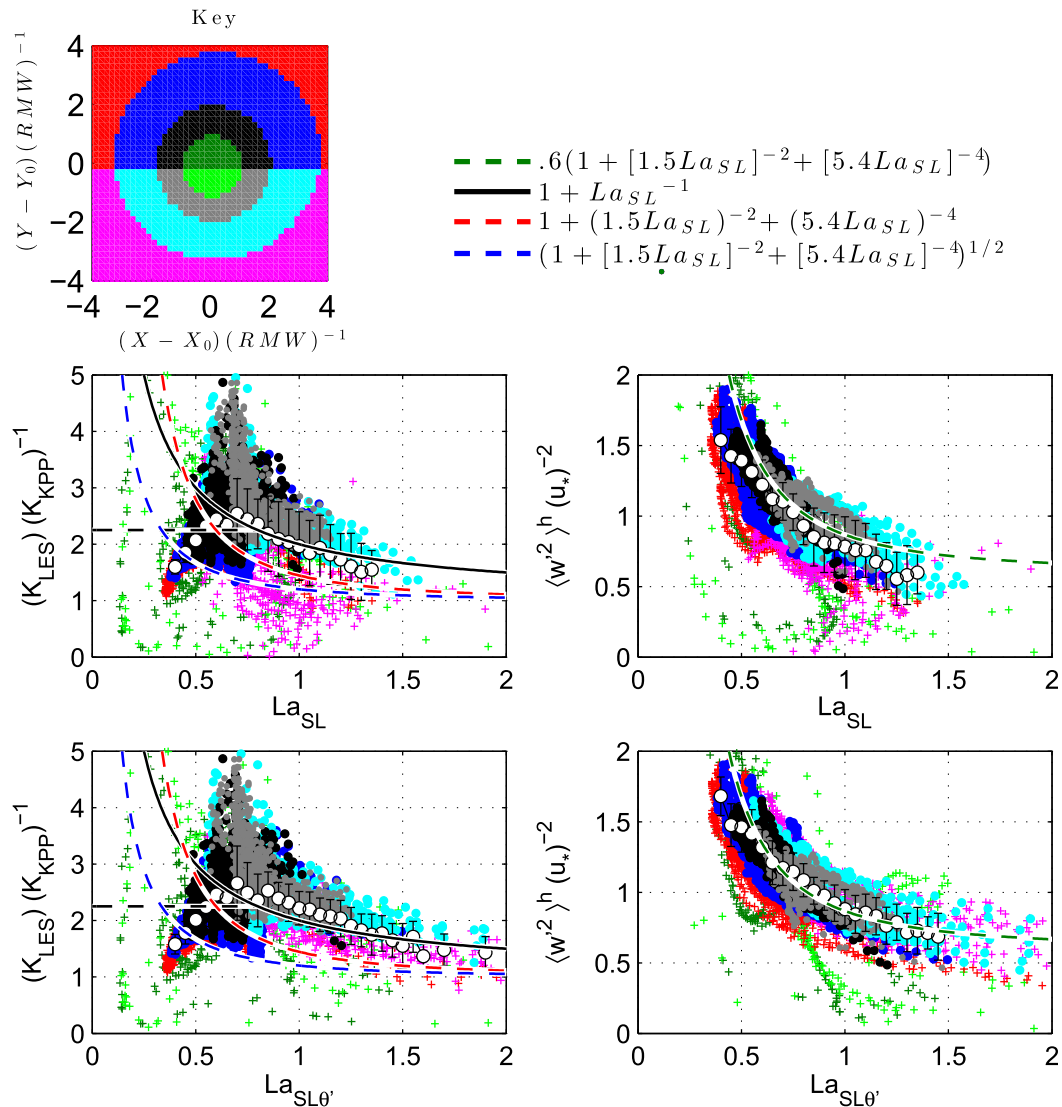 Key
(Y − Y₀)(RMW)⁻¹
4
2
0
−2
−4
−4 −2 0 2 4
(X − X₀)(RMW)⁻¹
.6(1 + [1.5La_SL]⁻² + [5.4La_SL]⁻⁴)
1 + La_SL⁻¹
1 + (1.5La_SL)⁻² + (5.4La_SL)⁻⁴
(1 + [1.5La_SL]⁻² + [5.4La_SL]⁻⁴)^1/2
(K_LES) (K_KPP)⁻¹
5
4
3
2
1
0
0 0.5 1 1.5 2
La_SL
⟨w'²⟩ʰ (u_*)⁻²
2
1.5
1
0.5
0
0 0.5 1 1.5 2
La_SL
(K_LES) (K_KPP)⁻¹
5
4
3
2
1
0
0 0.5 1 1.5 2
La_SLθ'
⟨w'²⟩ʰ (u_*)⁻²
2
1.5
1
0.5
0
0 0.5 1 1.5 2
La_SLθ'